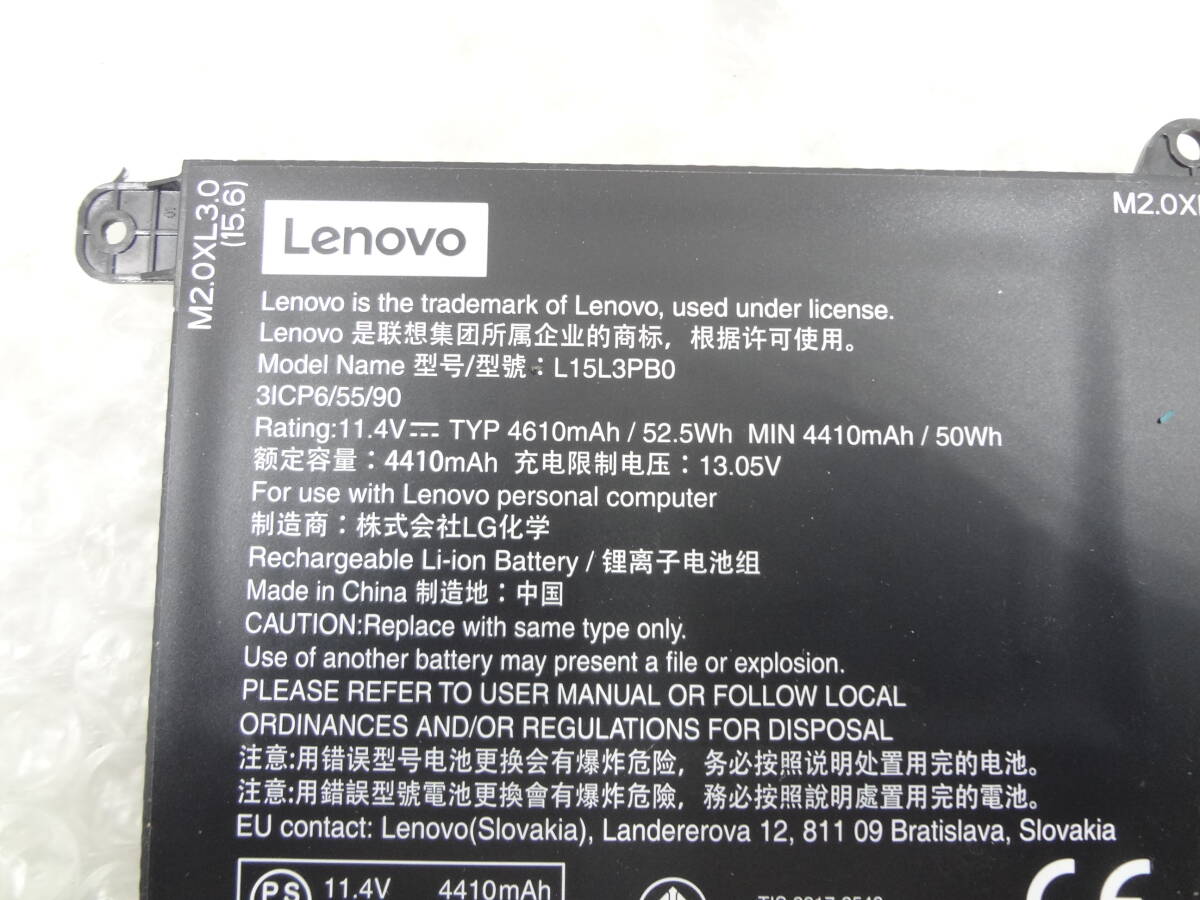 M2.0XL3.0
(15.6)
Lenovo
Lenovo is the trademark of Lenovo, used under license.
Lenovo 是联想集团所属企业的商标，根据许可使用。
Model Name 型号/型號：L15L3PB0
3ICP6/55/90
Rating:11.4V⎓ TYP 4610mAh / 52.5Wh MIN 4410mAh / 50Wh
额定容量：4410mAh 充电限制电压：13.05V
For use with Lenovo personal computer
制造商：株式会社LG化学
Rechargeable Li-ion Battery / 锂离子电池组
Made in China 制造地：中国
CAUTION:Replace with same type only.
Use of another battery may present a file or explosion.
PLEASE REFER TO USER MANUAL OR FOLLOW LOCAL
ORDINANCES AND/OR REGULATIONS FOR DISPOSAL
注意:用错误型号电池更换会有爆炸危险，务必按照说明处置用完的电池。
注意:用錯誤型號電池更換會有爆炸危險，務必按照說明處置用完的電池。
EU contact: Lenovo(Slovakia), Landererova 12, 811 09 Bratislava, Slovakia
PS 11.4V 4410mAh
CE
M2.0X